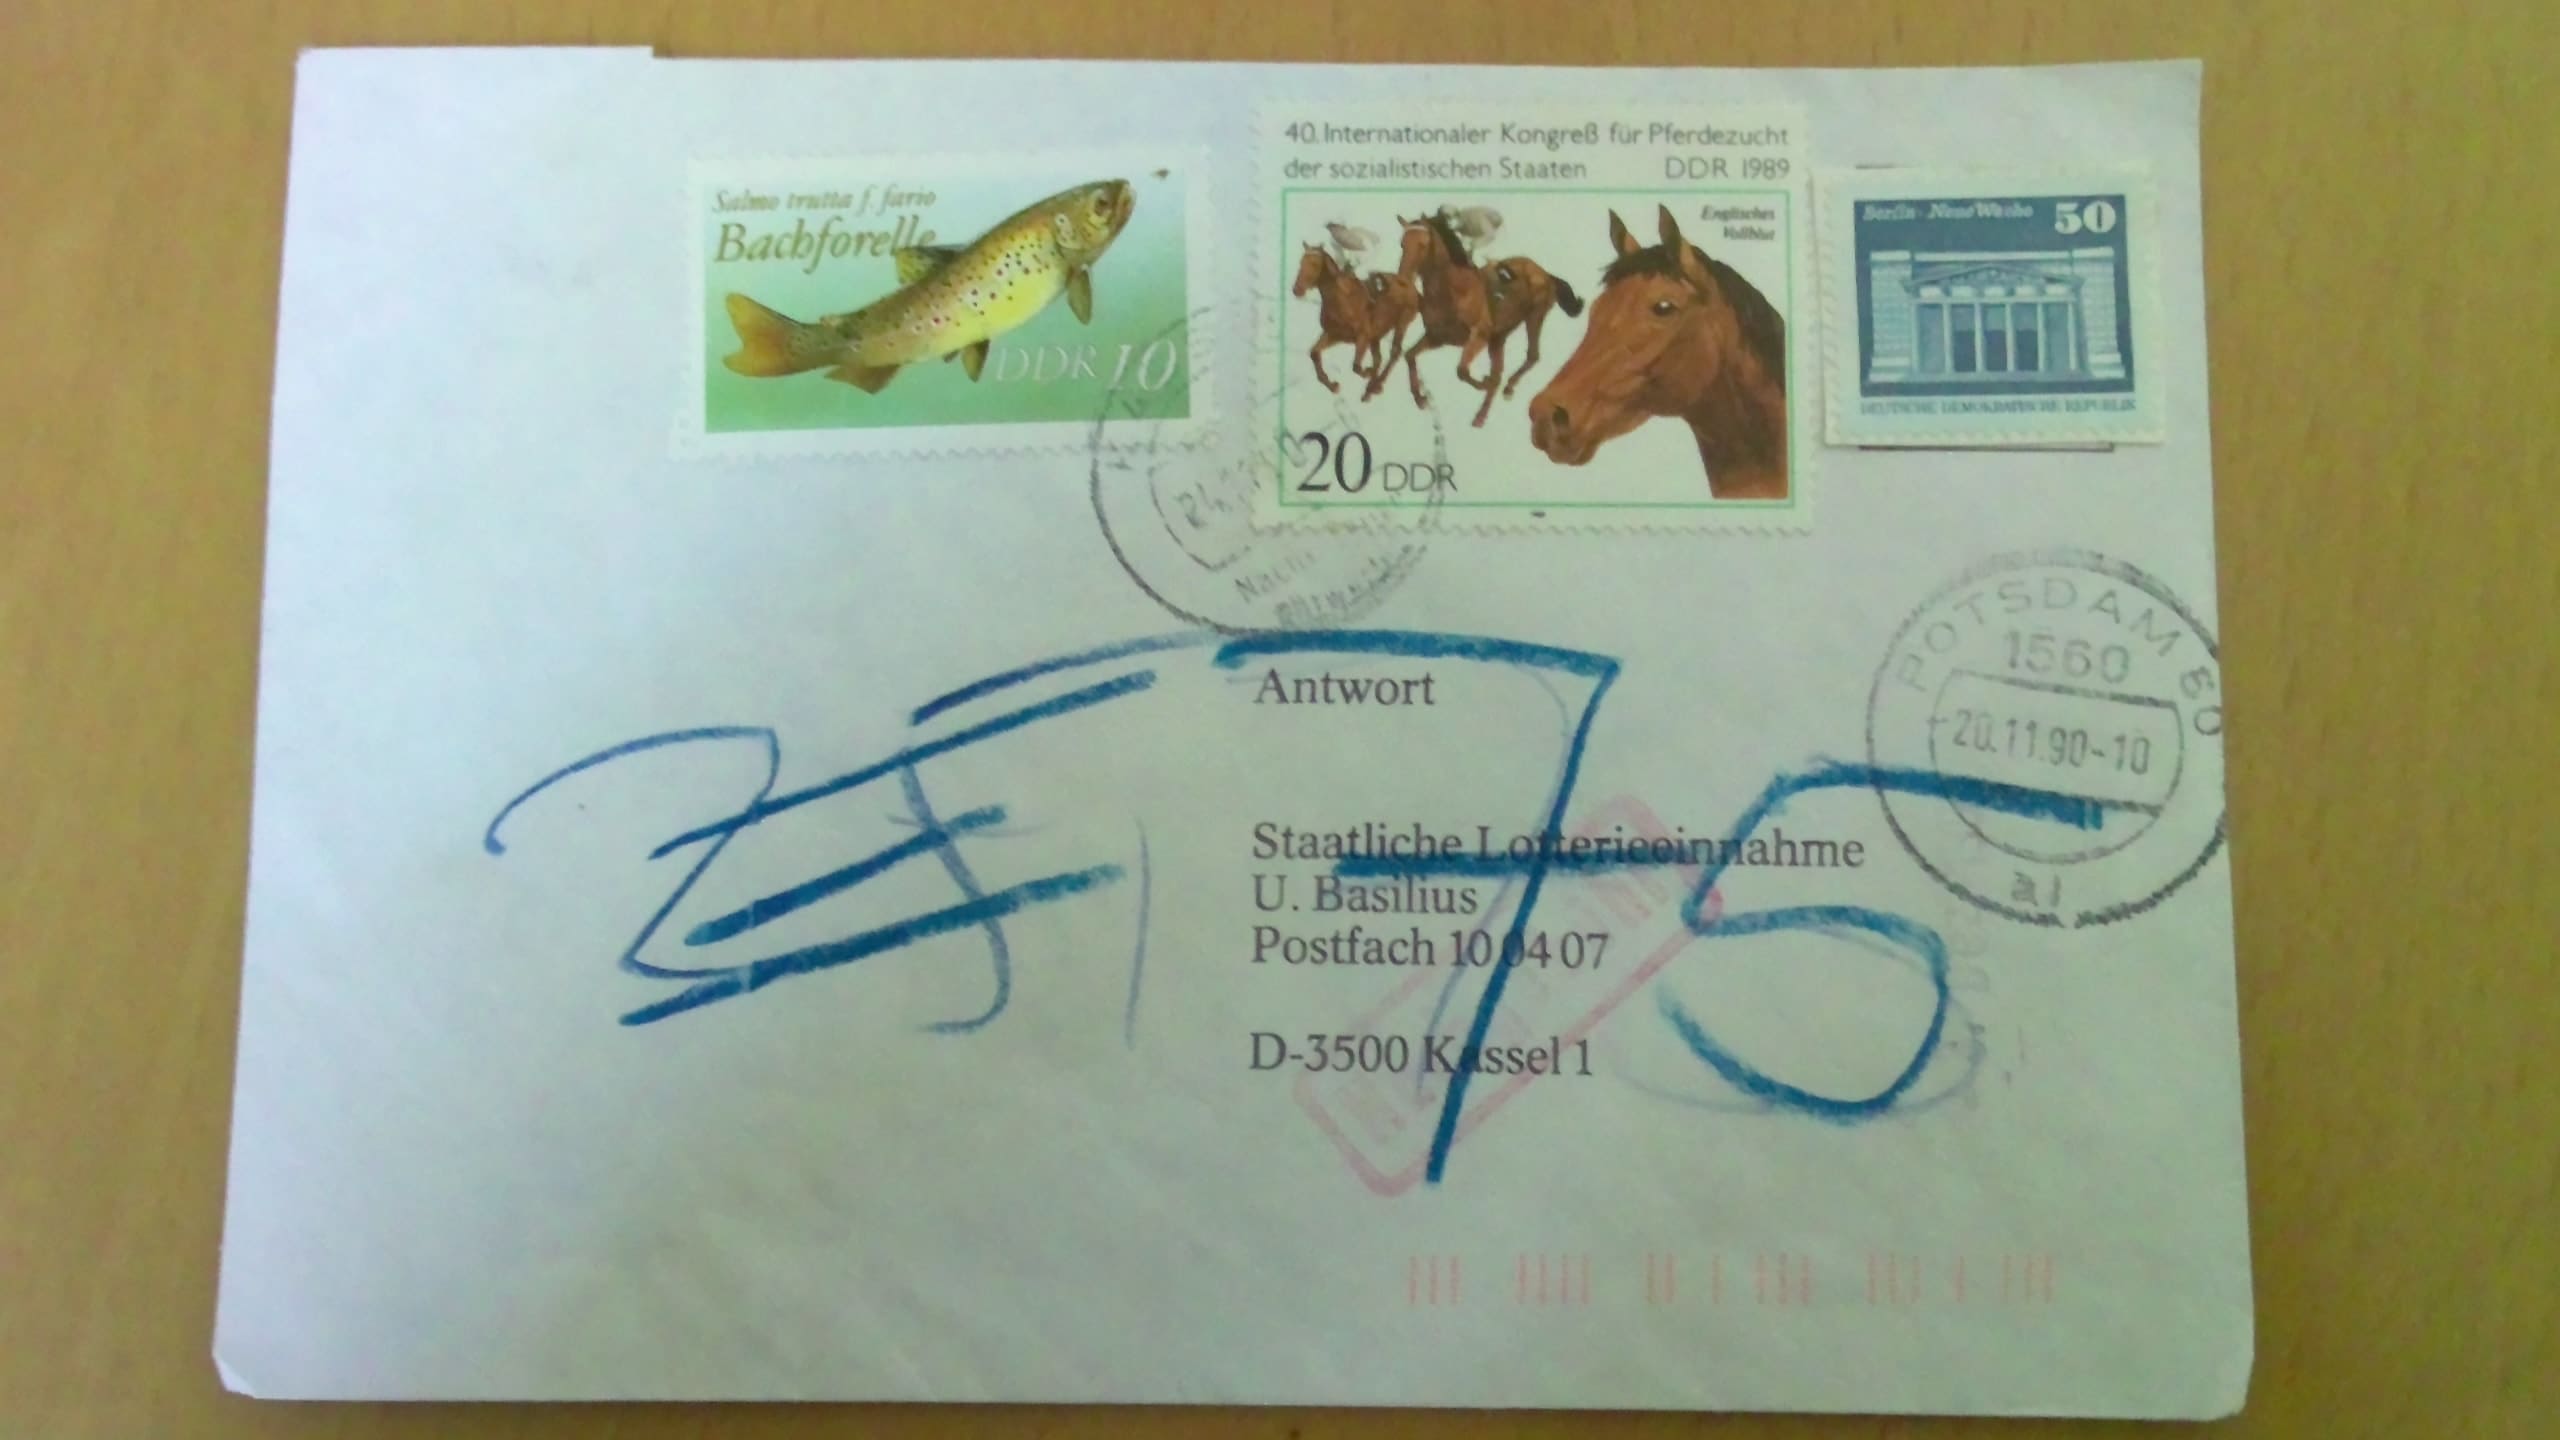 40. Internationaler Kongreß für Pferdezucht
der sozialistischen Staaten DDR 1989
Salmo trutta f. fario
Bachforelle
DDR 10
Englisches
Vollblut
20 DDR
Berlin · Neue Wache 50
DEUTSCHE DEMOKRATISCHE REPUBLIK
POTSDAM 60
1560
20.11.90-10
a1
75
Antwort
Staatliche Lotterieeinnahme
U. Basilius
Postfach 10 04 07
D-3500 Kassel 1